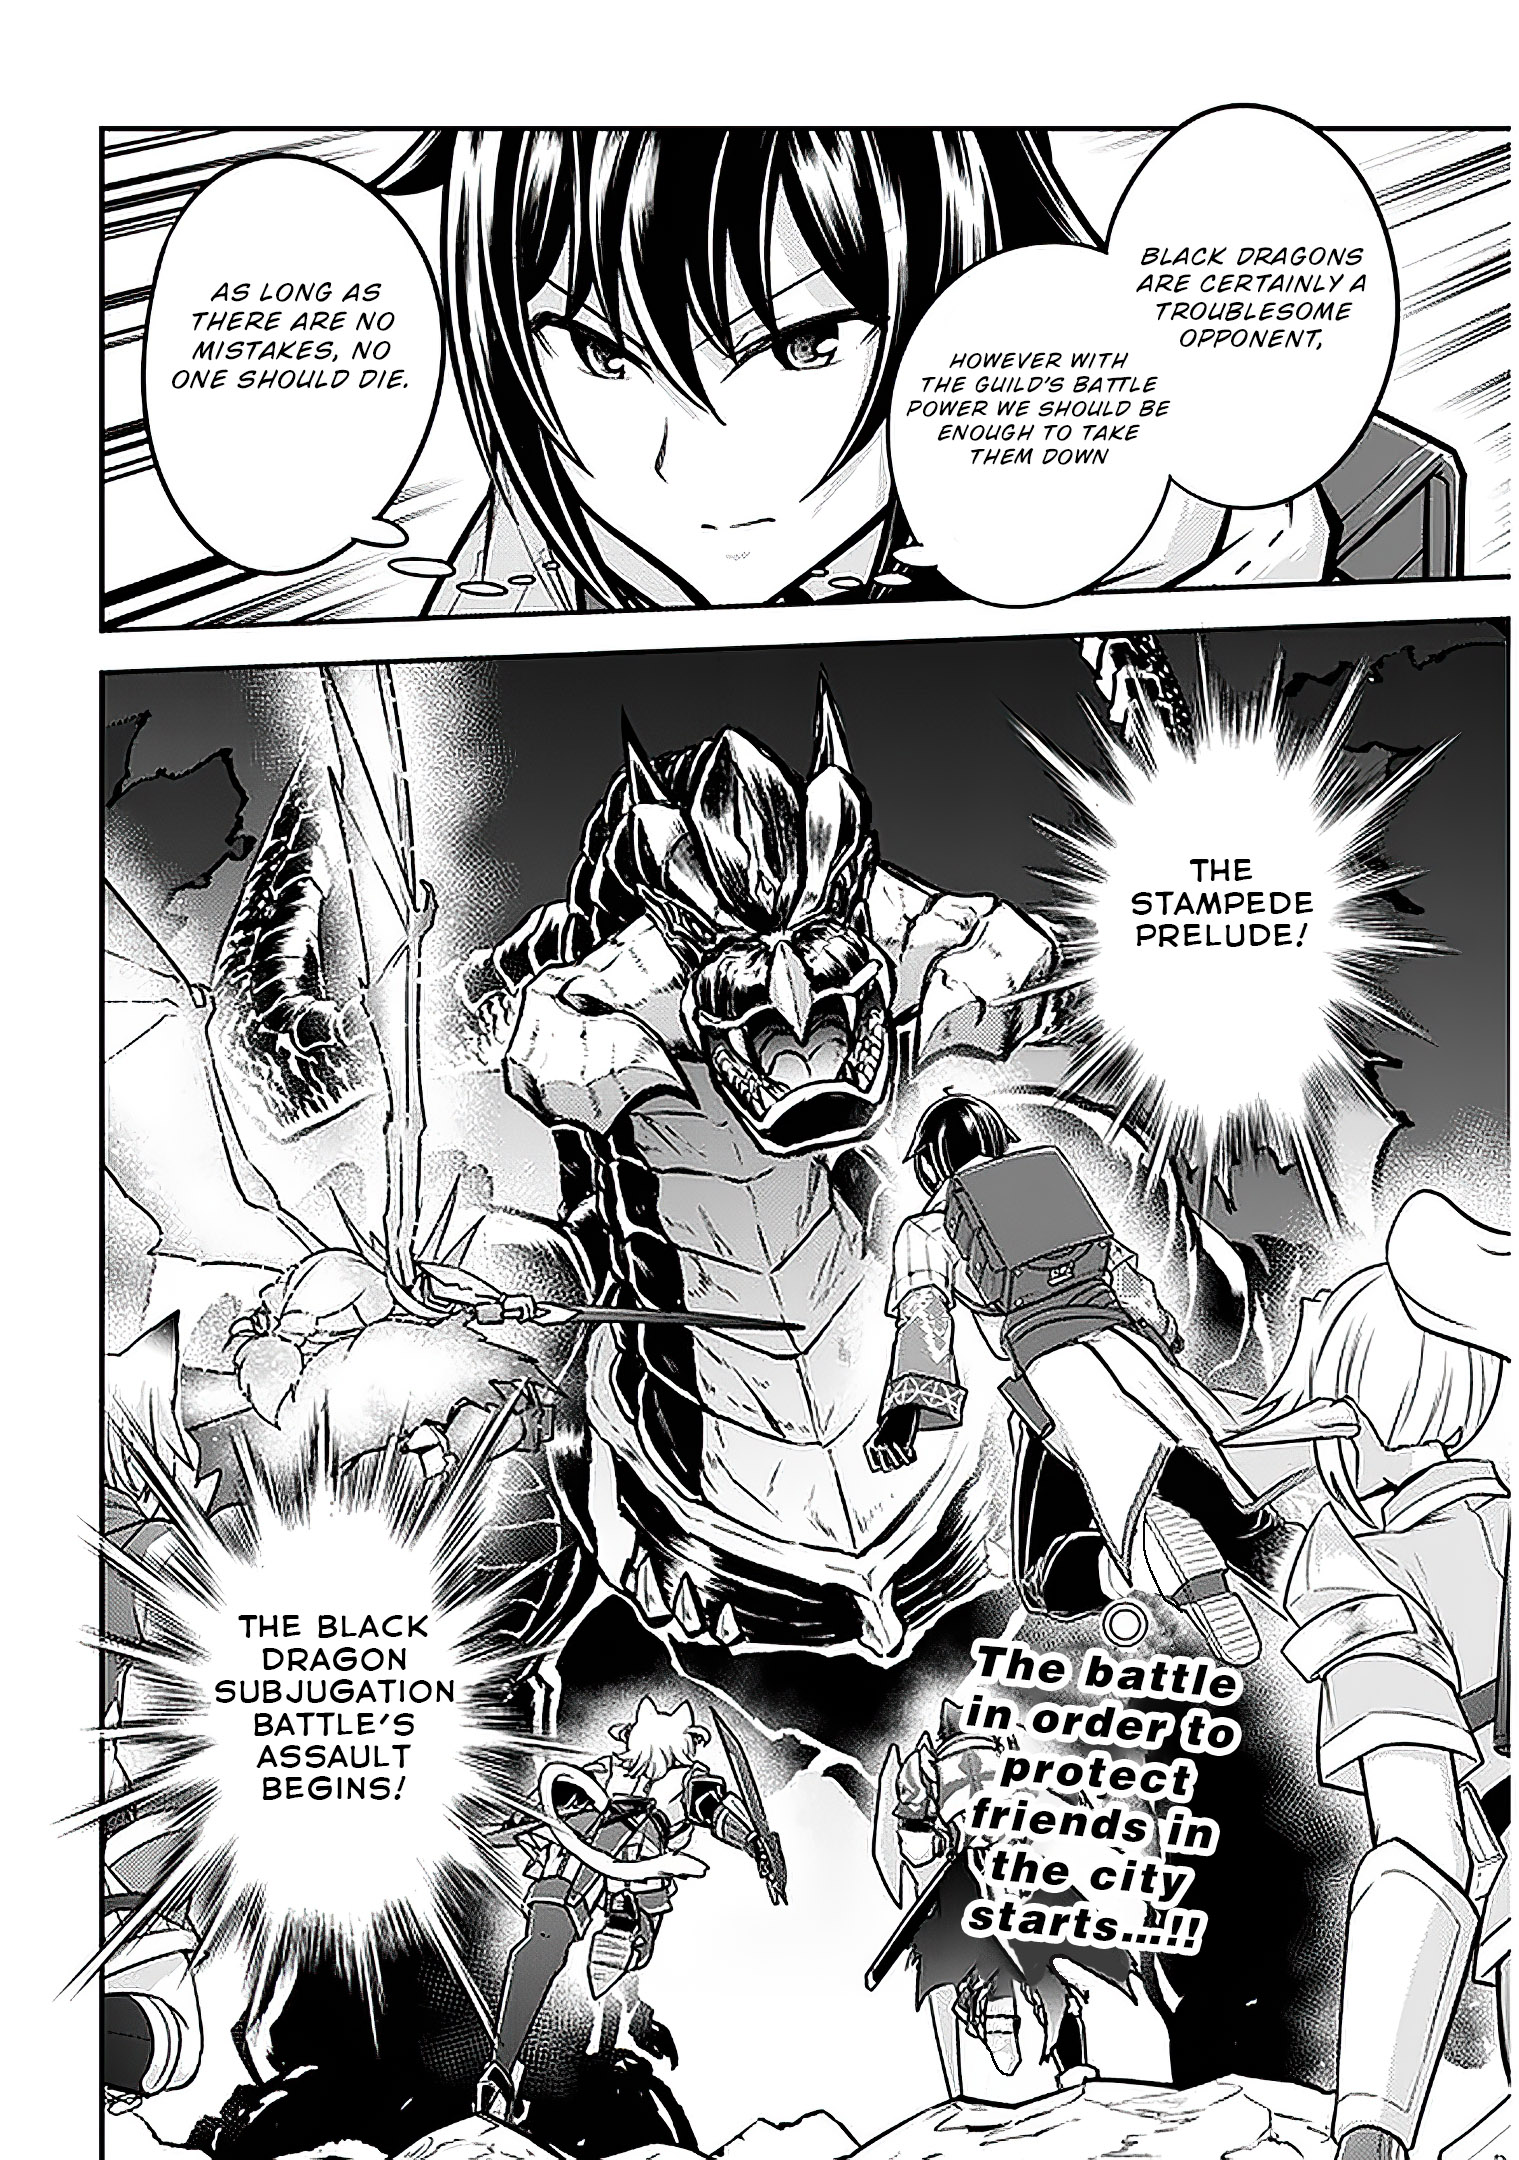 BLACK DRAGONS
ARE CERTAINLY A
TROUBLESOME
OPPONENT,
HOWEVER WITH
THE GUILD'S BATTLE
POWER WE SHOULD BE
ENOUGH TO TAKE
THEM DOWN
AS LONG AS
THERE ARE NO
MISTAKES, NO
ONE SHOULD DIE.
THE
STAMPEDE
PRELUDE!
THE BLACK
DRAGON
SUBJUGATION
BATTLE'S
ASSAULT
BEGINS!
The battle
in order to
protect
friends in
the city
starts...!!